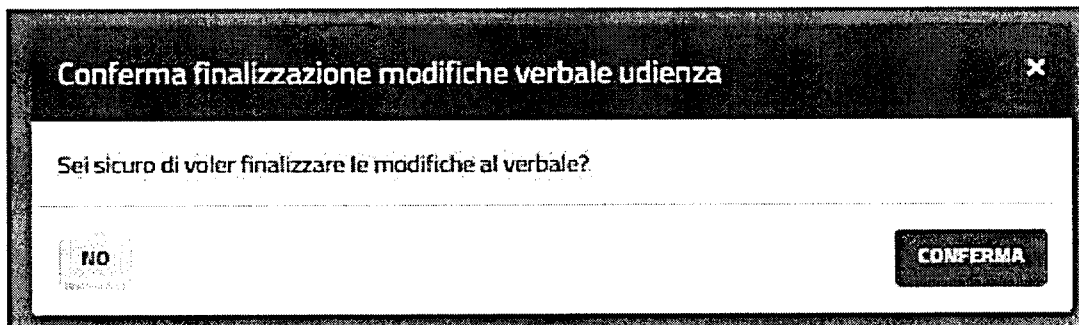 Conferma finalizzazione modifiche verbale udienza ×
Sei sicuro di voler finalizzare le modifiche al verbale?
NO
CONFERMA